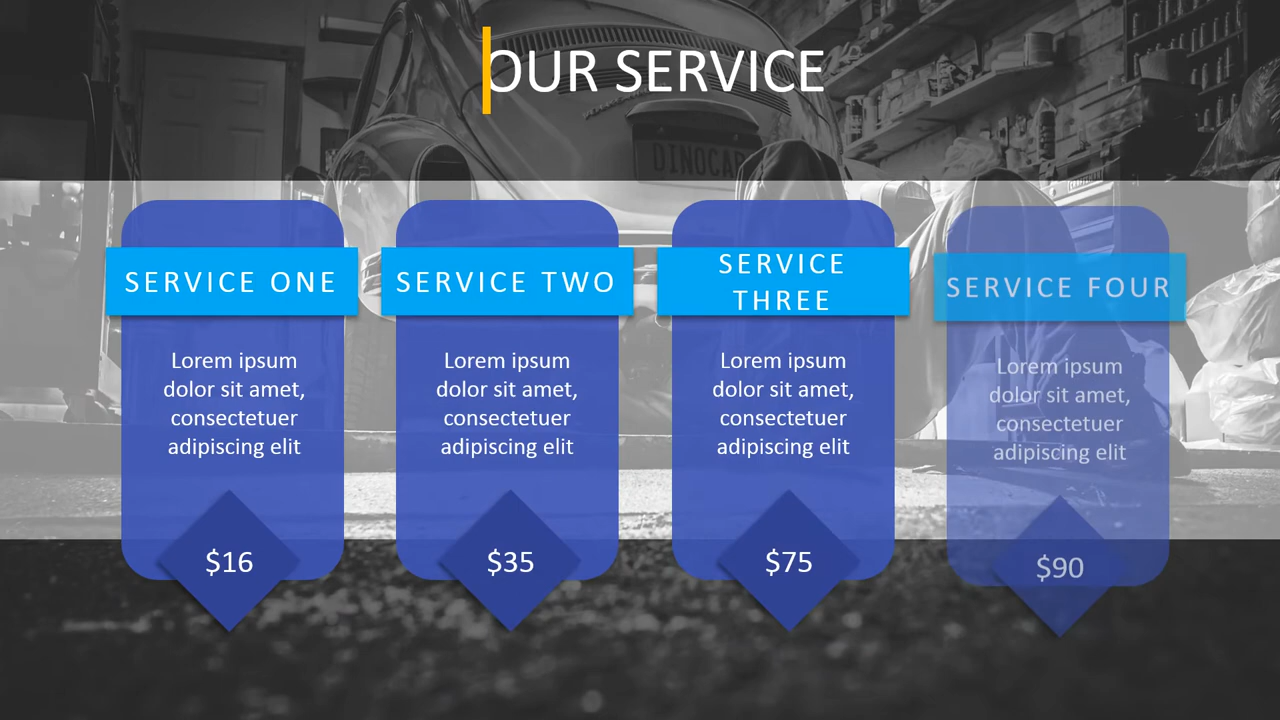 OUR SERVICE
DINOCAR
SERVICE ONE
Lorem ipsum
dolor sit amet,
consectetuer
adipiscing elit
$16
SERVICE TWO
Lorem ipsum
dolor sit amet,
consectetuer
adipiscing elit
$35
SERVICE
THREE
Lorem ipsum
dolor sit amet,
consectetuer
adipiscing elit
$75
SERVICE FOUR
Lorem ipsum
dolor sit amet,
consectetuer
adipiscing elit
$90